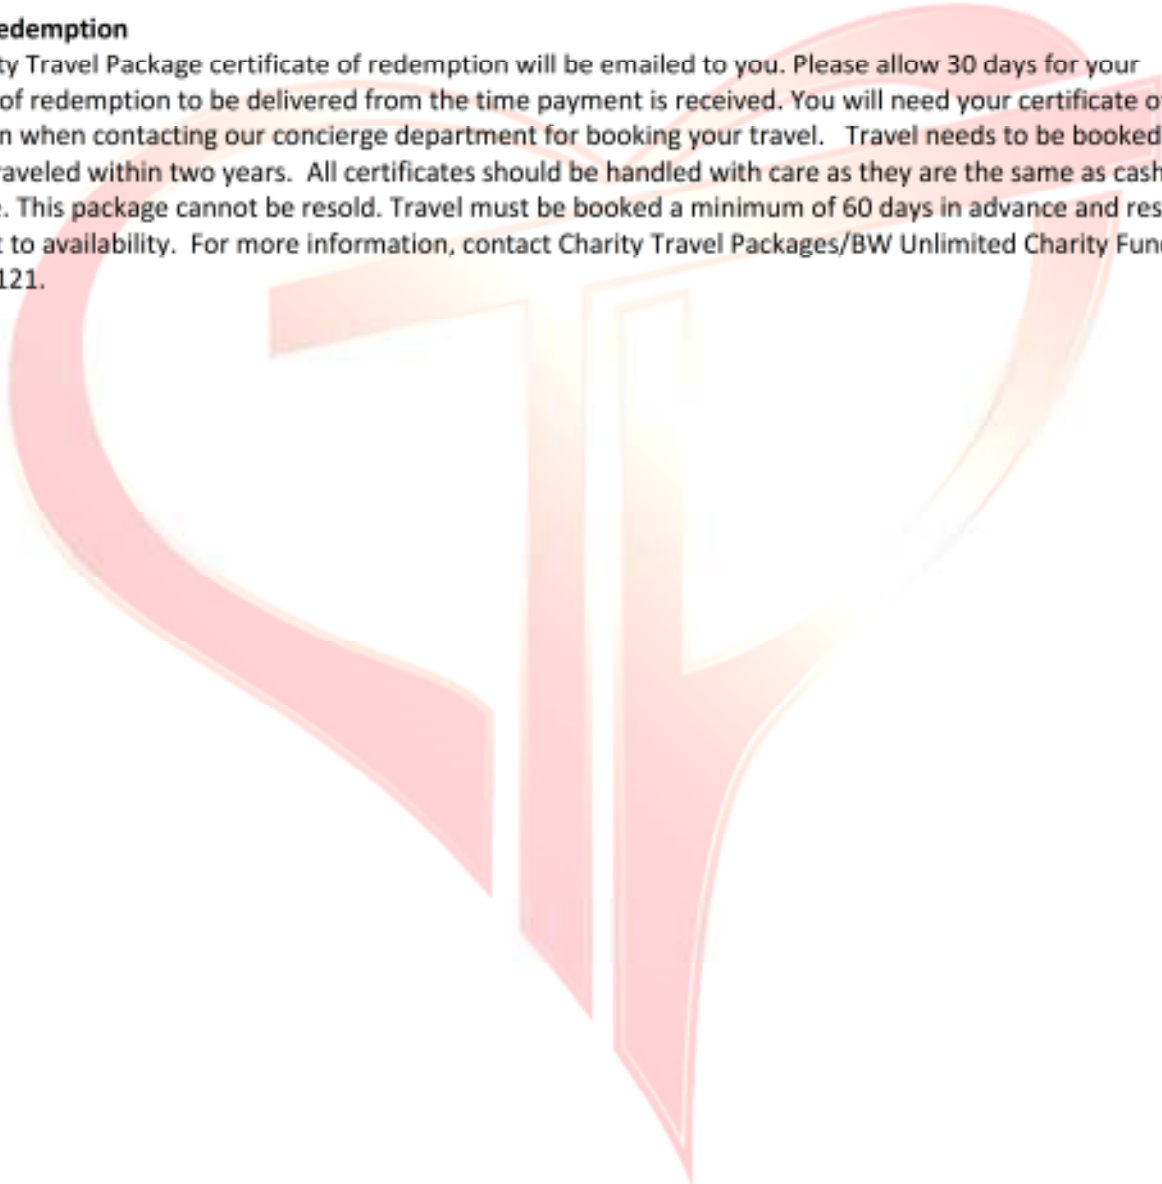 edemption
ty Travel Package certificate of redemption will be emailed to you. Please allow 30 days for your
of redemption to be delivered from the time payment is received. You will need your certificate o
n when contacting our concierge department for booking your travel.   Travel needs to be booked
raveled within two years.  All certificates should be handled with care as they are the same as cash
. This package cannot be resold. Travel must be booked a minimum of 60 days in advance and res
t to availability.  For more information, contact Charity Travel Packages/BW Unlimited Charity Fun
121.